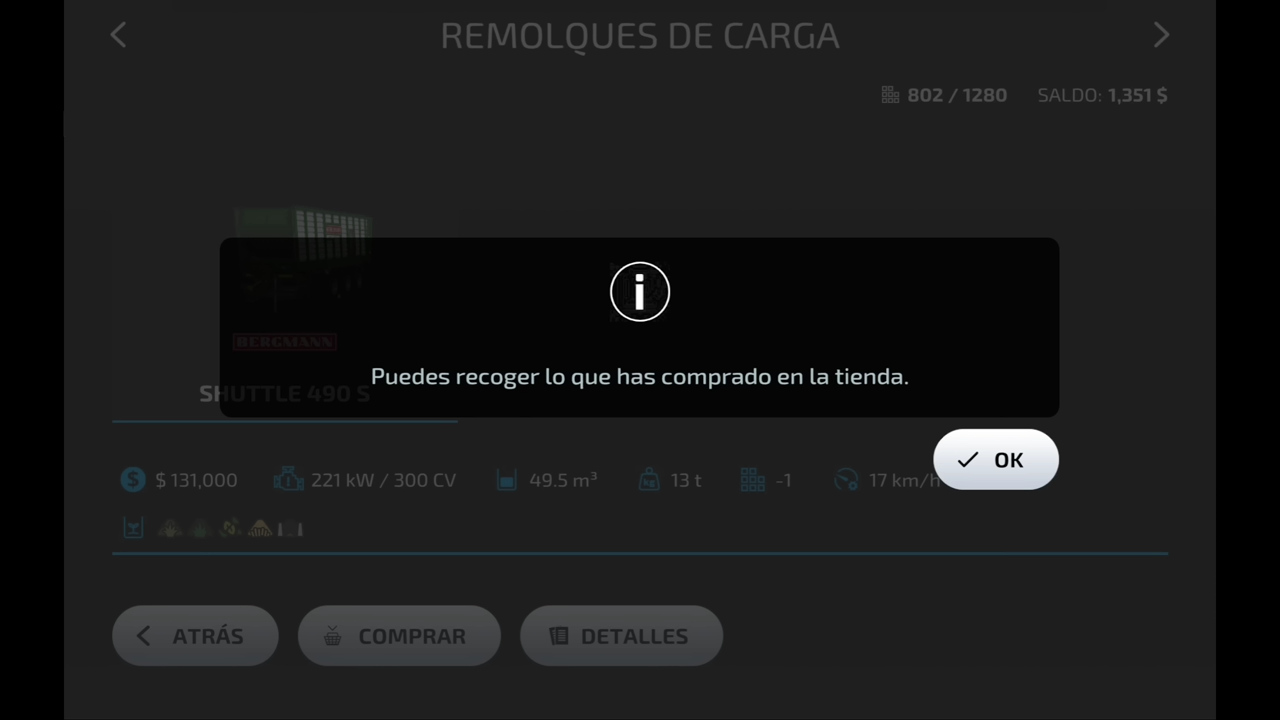 REMOLQUES DE CARGA
802 / 1280 SALDO: 1,351 $
BERGMANN
Puedes recoger lo que has comprado en la tienda.
SHUTTLE 490 S
OK
$ 131,000 221 kW / 300 CV 49.5 m³ 13 t -1 17 km/h
ATRÁS COMPRAR DETALLES